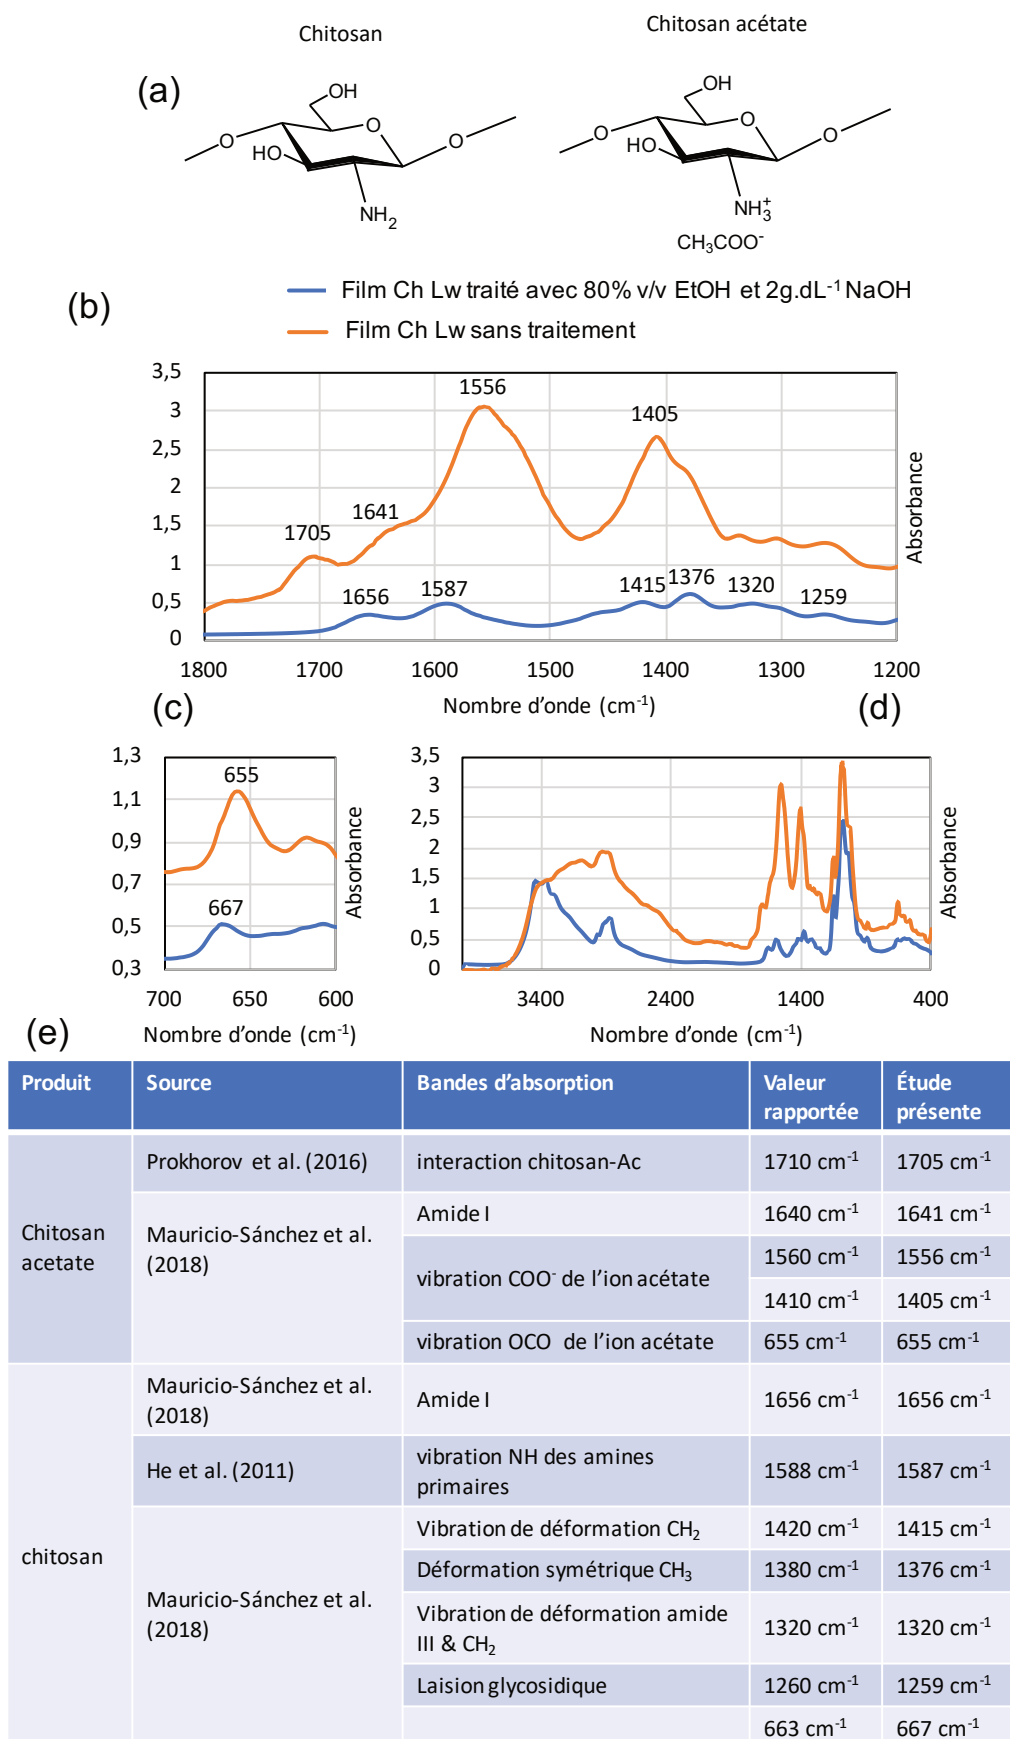 Chitosan
Chitosan acétate
(a)
OH
O
O
O
HO
NH₂
OH
O
O
O
HO
NH₃⁺
CH₃COO⁻
(b)
Film Ch Lw traité avec 80% v/v EtOH et 2g.dL⁻¹ NaOH
Film Ch Lw sans traitement
3,5
3
2,5
2
1,5
1
0,5
0
1556
1405
1705
1641
1656
1587
1415
1376
1320
1259
Absorbance
1800 1700 1600 1500 1400 1300 1200
Nombre d'onde (cm⁻¹)
(c)
1,3
1,1
0,9
0,7
0,5
0,3
655
667
Absorbance
700 650 600
Nombre d'onde (cm⁻¹)
(d)
3,5
3
2,5
2
1,5
1
0,5
0
Absorbance
3400 2400 1400 400
Nombre d'onde (cm⁻¹)
(e)
Produit Source Bandes d'absorption Valeur rapportée Étude présente
Chitosan acetate
Prokhorov et al. (2016) interaction chitosan-Ac 1710 cm⁻¹ 1705 cm⁻¹
Mauricio-Sánchez et al. (2018)
Amide I 1640 cm⁻¹ 1641 cm⁻¹
vibration COO⁻ de l'ion acétate 1560 cm⁻¹ 1556 cm⁻¹
1410 cm⁻¹ 1405 cm⁻¹
vibration OCO de l'ion acétate 655 cm⁻¹ 655 cm⁻¹
chitosan
Mauricio-Sánchez et al. (2018) Amide I 1656 cm⁻¹ 1656 cm⁻¹
He et al. (2011) vibration NH des amines primaires 1588 cm⁻¹ 1587 cm⁻¹
Mauricio-Sánchez et al. (2018)
Vibration de déformation CH₂ 1420 cm⁻¹ 1415 cm⁻¹
Déformation symétrique CH₃ 1380 cm⁻¹ 1376 cm⁻¹
Vibration de déformation amide III & CH₂ 1320 cm⁻¹ 1320 cm⁻¹
Laision glycosidique 1260 cm⁻¹ 1259 cm⁻¹
663 cm⁻¹ 667 cm⁻¹